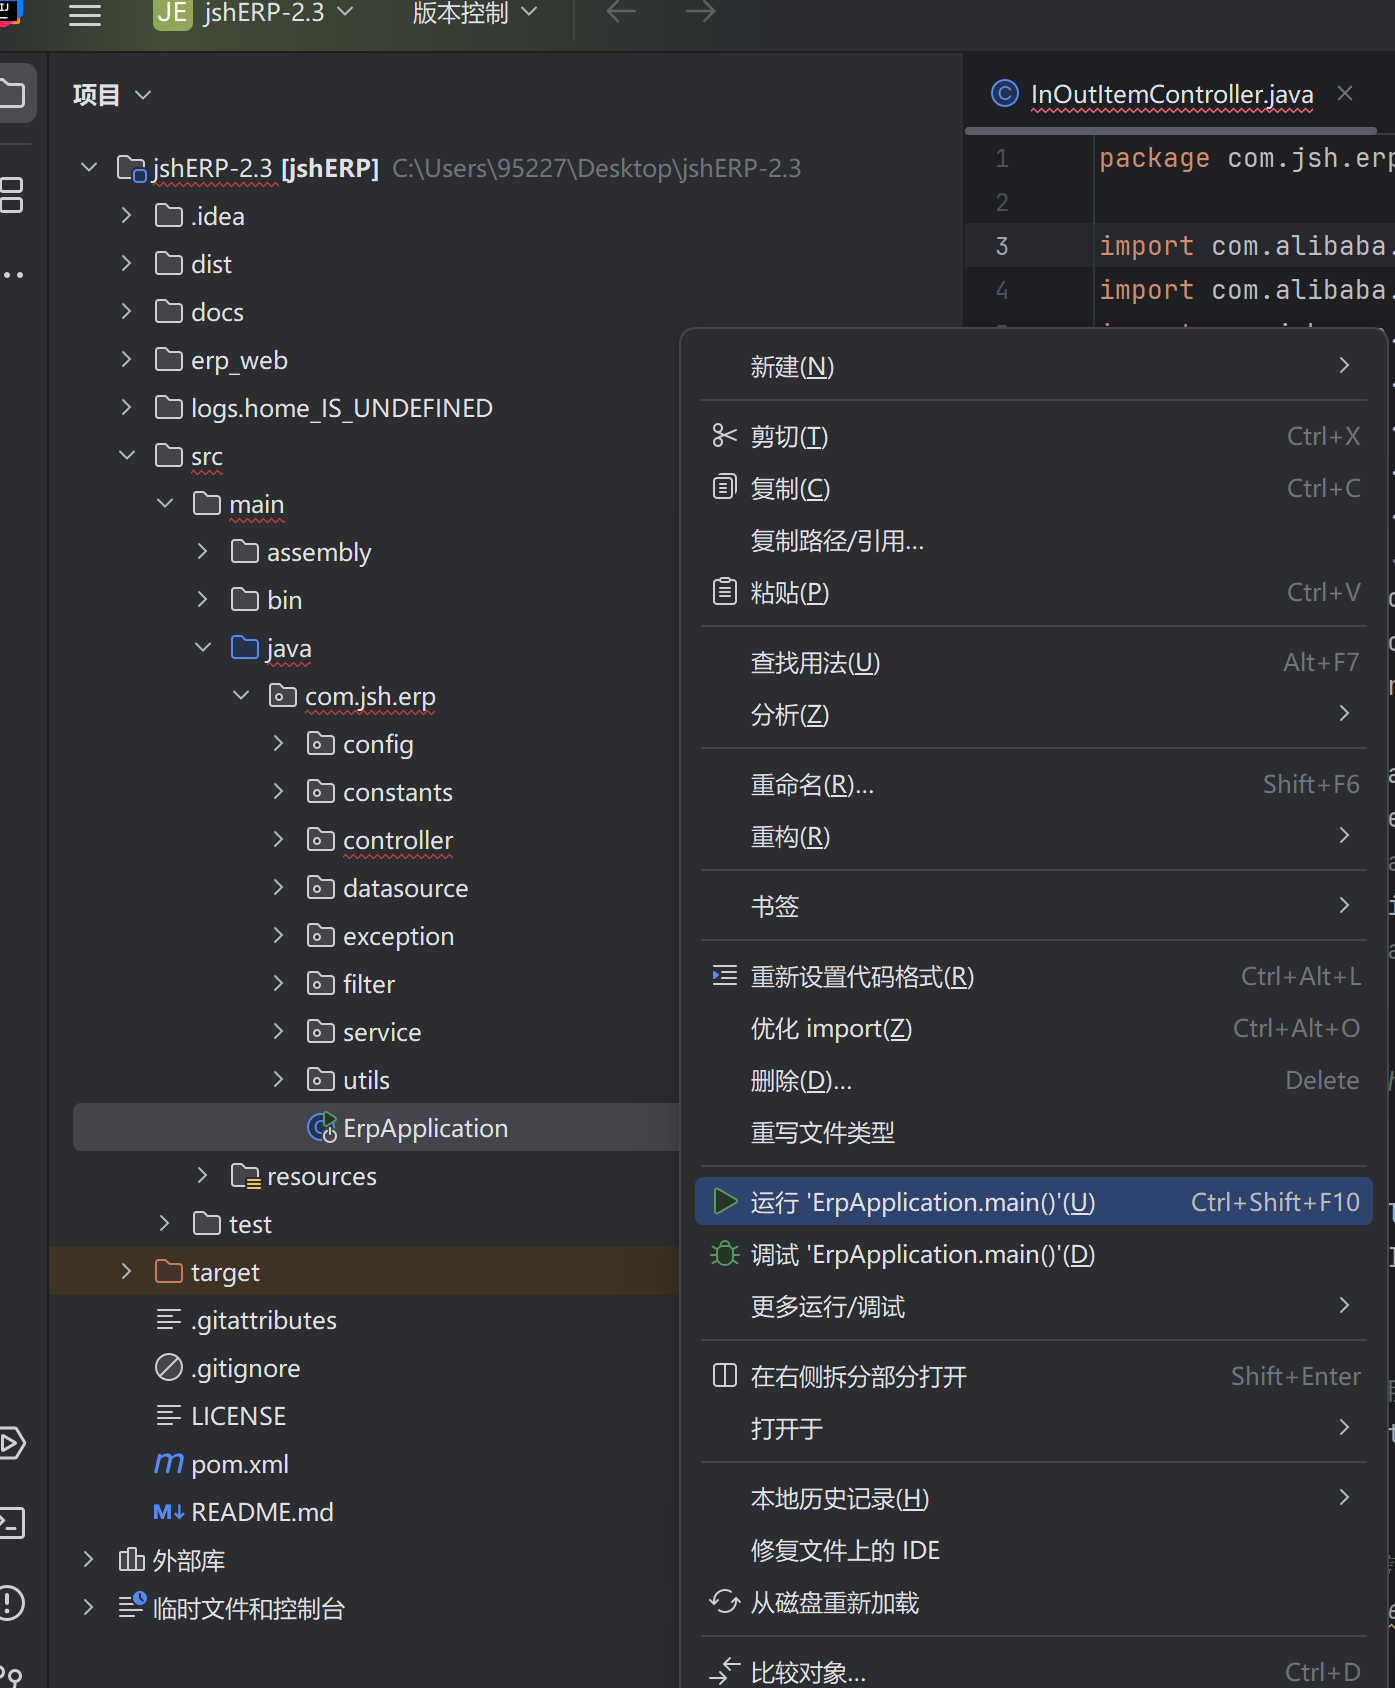 JE jshERP-2.3 版本控制
项目
InOutItemController.java
jshERP-2.3 [jshERP] C:\Users\95227\Desktop\jshERP-2.3
.idea
dist
docs
erp_web
logs.home_IS_UNDEFINED
src
main
assembly
bin
java
com.jsh.erp
config
constants
controller
datasource
exception
filter
service
utils
ErpApplication
resources
test
target
.gitattributes
.gitignore
LICENSE
pom.xml
README.md
外部库
临时文件和控制台
1 package com.jsh.erp
2
3 import com.alibaba.
4 import com.alibaba.
新建(N)
剪切(T) Ctrl+X
复制(C) Ctrl+C
复制路径/引用...
粘贴(P) Ctrl+V
查找用法(U) Alt+F7
分析(Z)
重命名(R)... Shift+F6
重构(R)
书签
重新设置代码格式(R) Ctrl+Alt+L
优化 import(Z) Ctrl+Alt+O
删除(D)... Delete
重写文件类型
运行 'ErpApplication.main()'(U) Ctrl+Shift+F10
调试 'ErpApplication.main()'(D)
更多运行/调试
在右侧拆分部分打开 Shift+Enter
打开于
本地历史记录(H)
修复文件上的 IDE
从磁盘重新加载
比较对象... Ctrl+D